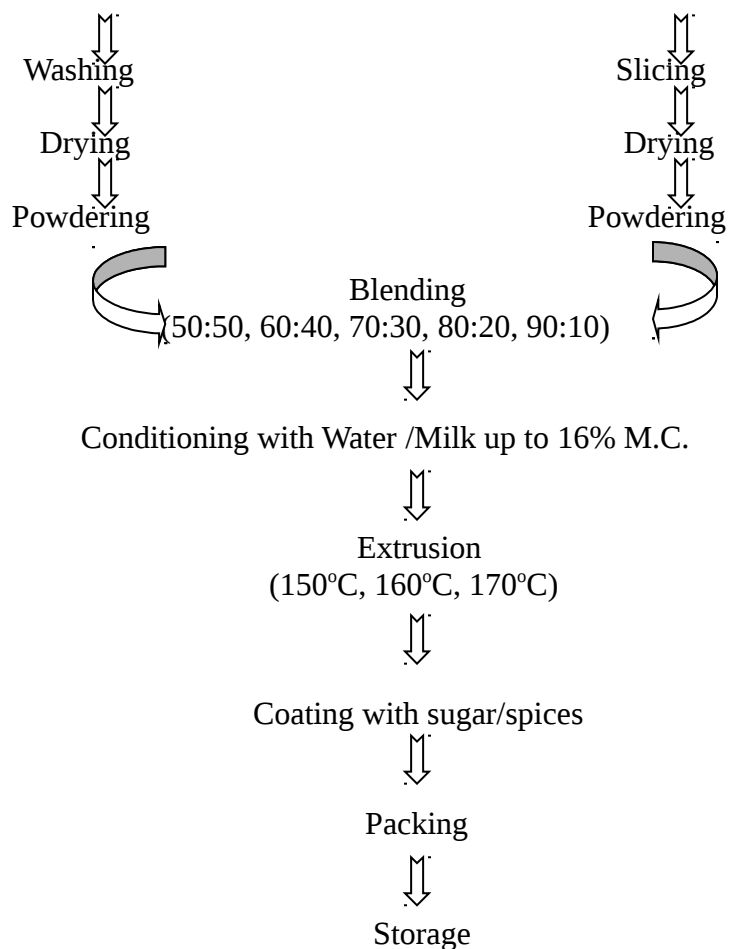 Washing
Slicing
Drying
Drying
Powdering
Powdering
Blending
(50:50, 60:40, 70:30, 80:20, 90:10)
Conditioning with Water /Milk up to 16% M.C.
Extrusion
(150ºC, 160ºC, 170ºC)
Coating with sugar/spices
Packing
Storage